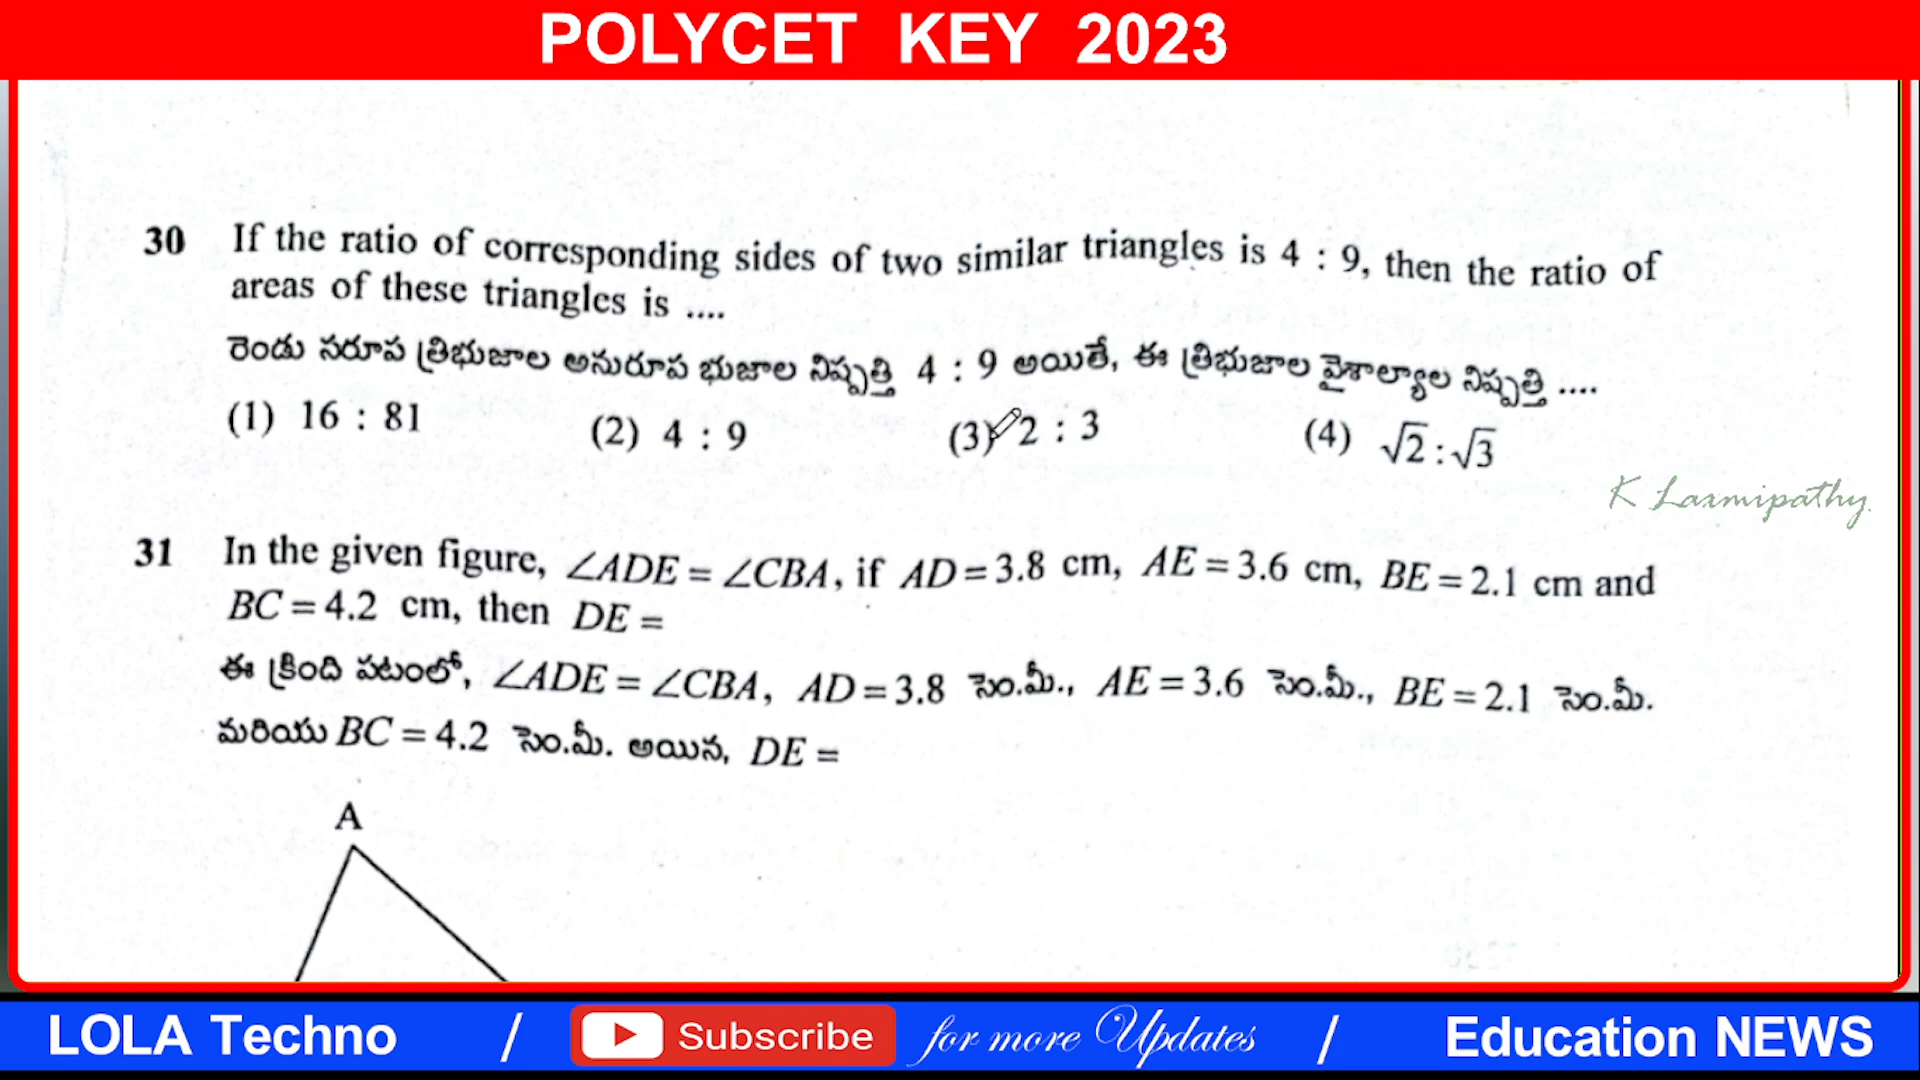 POLYCET KEY 2023
30 If the ratio of corresponding sides of two similar triangles is 4 : 9, then the ratio of
areas of these triangles is ....
రెండు సరూప త్రిభుజాల అనురూప భుజాల నిష్పత్తి 4 : 9 అయితే, ఈ త్రిభుజాల వైశాల్యాల నిష్పత్తి ....
(1) 16 : 81 (2) 4 : 9 (3) 2 : 3 (4) √2 : √3
K Laxmipathy.
31 In the given figure, ∠ADE = ∠CBA, if AD = 3.8 cm, AE = 3.6 cm, BE = 2.1 cm and
BC = 4.2 cm, then DE =
ఈ క్రింది పటంలో, ∠ADE = ∠CBA, AD = 3.8 సెం.మీ., AE = 3.6 సెం.మీ., BE = 2.1 సెం.మీ.
మరియు BC = 4.2 సెం.మీ. అయిన, DE =
A
LOLA Techno / Subscribe for more Updates / Education NEWS